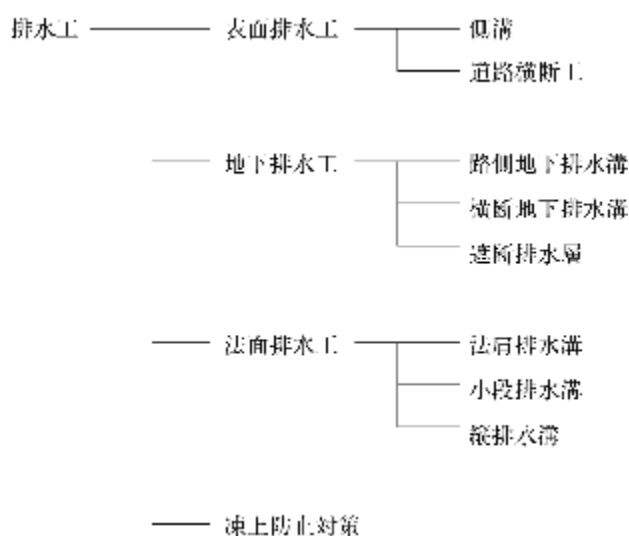 排水工 表面排水工 側溝
道路横断工
地下排水工 路側地下排水溝
横断地下排水溝
遮断排水層
法面排水工 法肩排水溝
小段排水溝
縦排水溝
凍上防止対策